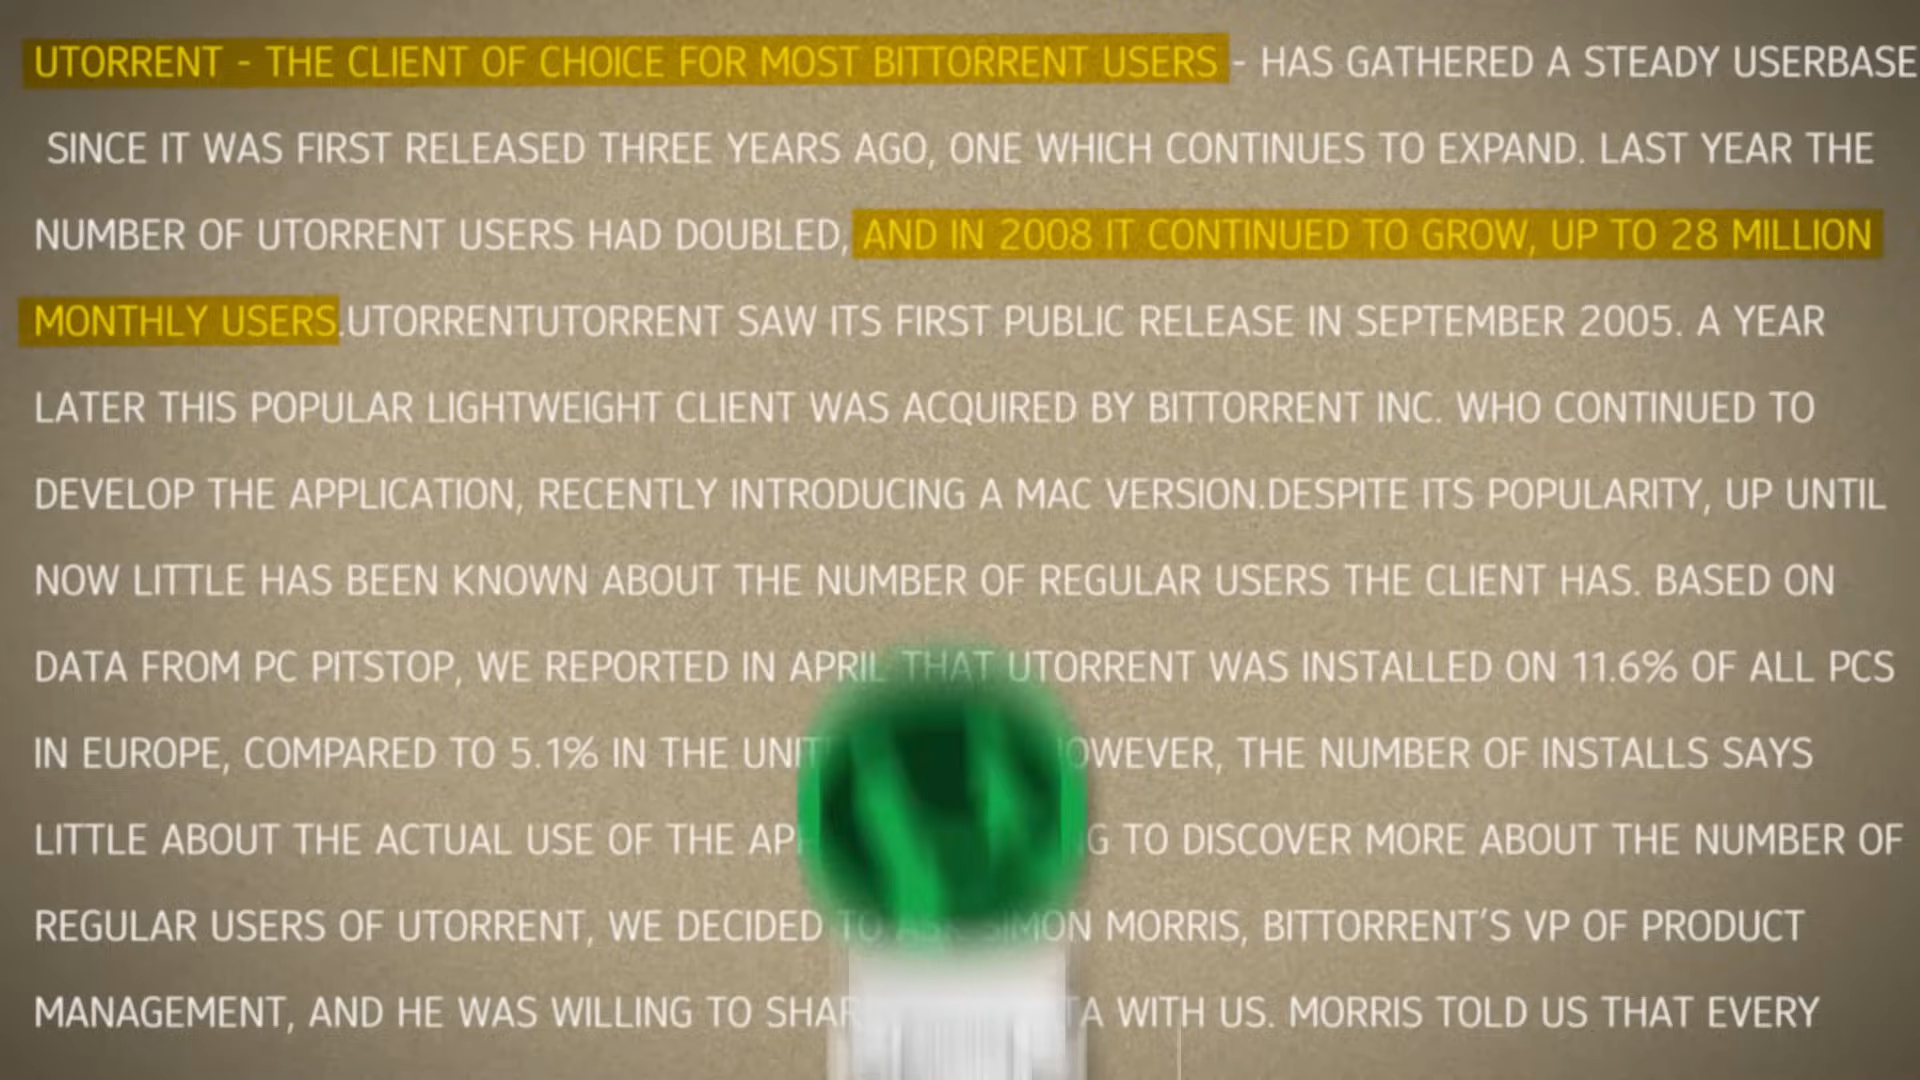 UTORRENT - THE CLIENT OF CHOICE FOR MOST BITTORRENT USERS - HAS GATHERED A STEADY USERBASE
SINCE IT WAS FIRST RELEASED THREE YEARS AGO, ONE WHICH CONTINUES TO EXPAND. LAST YEAR THE
NUMBER OF UTORRENT USERS HAD DOUBLED, AND IN 2008 IT CONTINUED TO GROW, UP TO 28 MILLION
MONTHLY USERS.UTORRENTUTORRENT SAW ITS FIRST PUBLIC RELEASE IN SEPTEMBER 2005. A YEAR
LATER THIS POPULAR LIGHTWEIGHT CLIENT WAS ACQUIRED BY BITTORRENT INC. WHO CONTINUED TO
DEVELOP THE APPLICATION, RECENTLY INTRODUCING A MAC VERSION.DESPITE ITS POPULARITY, UP UNTIL
NOW LITTLE HAS BEEN KNOWN ABOUT THE NUMBER OF REGULAR USERS THE CLIENT HAS. BASED ON
DATA FROM PC PITSTOP, WE REPORTED IN APRIL THAT UTORRENT WAS INSTALLED ON 11.6% OF ALL PCS
IN EUROPE, COMPARED TO 5.1% IN THE THE NUMBER OF INSTALLS SAYS
LITTLE ABOUT THE ACTUAL USE OF THE TO DISCOVER MORE ABOUT THE NUMBER OF
REGULAR USERS OF UTORRENT, WE DECIDED TO ASK SIMON MORRIS, BITTORRENT'S VP OF PRODUCT
MANAGEMENT, AND HE WAS WILLING TO WITH US. MORRIS TOLD US THAT EVERY